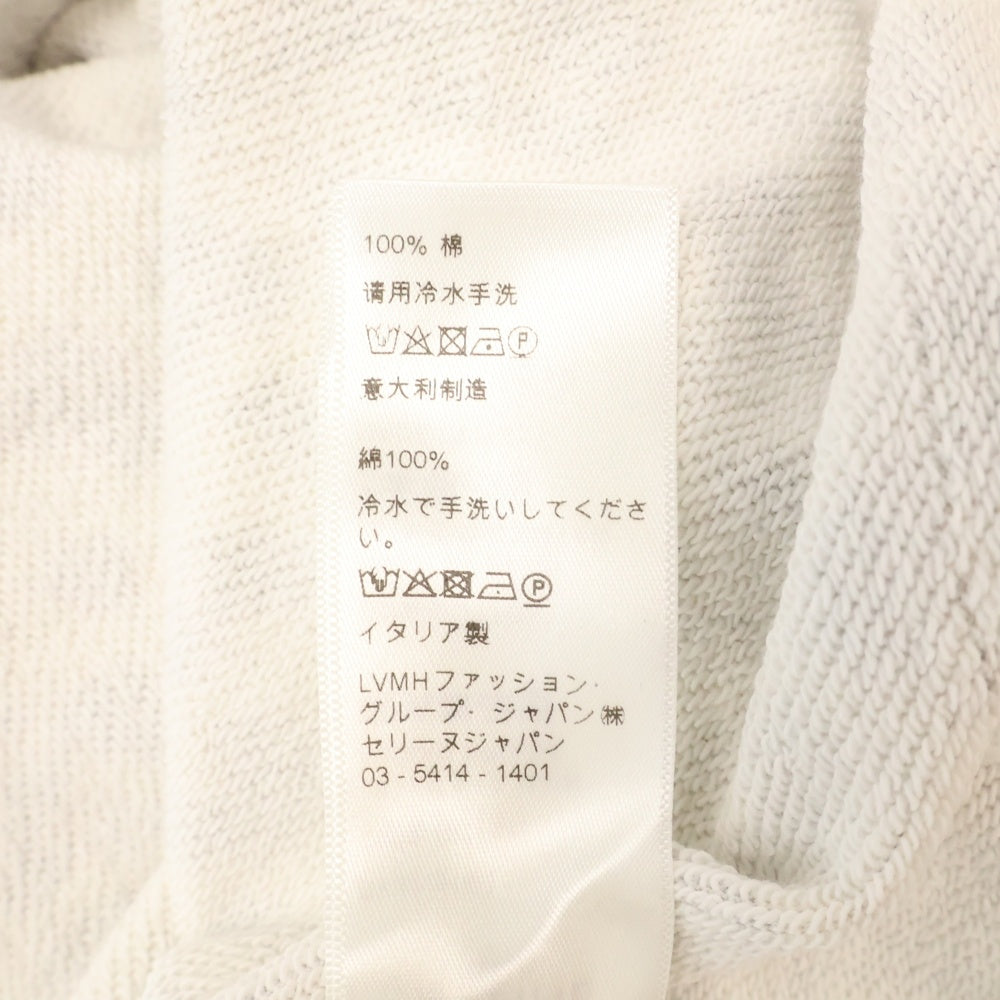 100% 棉
请用冷水手洗
P
意大利制造
綿100%
冷水で手洗いしてくださ
い。
P
イタリア製
LVMHファッション・
グループ・ジャパン㈱
セリーヌジャパン
03 - 5414 - 1401